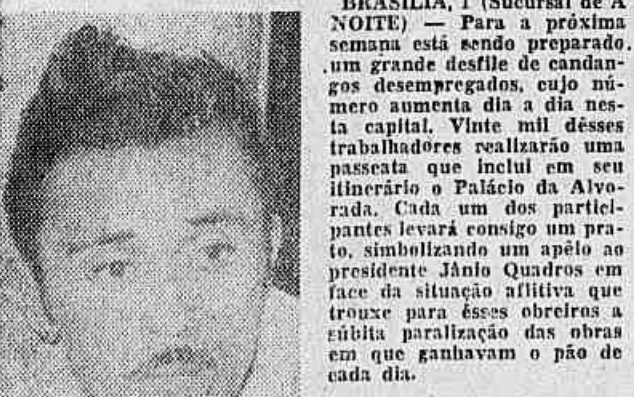 BRASÍLIA, 1 (Sucursal de A
NOITE) — Para a próxima
semana está sendo preparado
um grande desfile de candan-
gos desempregados, cujo nú-
mero aumenta dia a dia nes-
ta capital. Vinte mil dêsses
trabalhadores realizarão uma
passeata que inclui em seu
itinerário o Palácio da Alvo-
rada. Cada um dos partici-
pantes levará consigo um pra-
to, simbolizando um apêlo ao
presidente Jânio Quadros em
face da situação aflitiva que
trouxe para êsses obreiros a
súbita paralização das obras
em que ganhavam o pão de
cada dia.